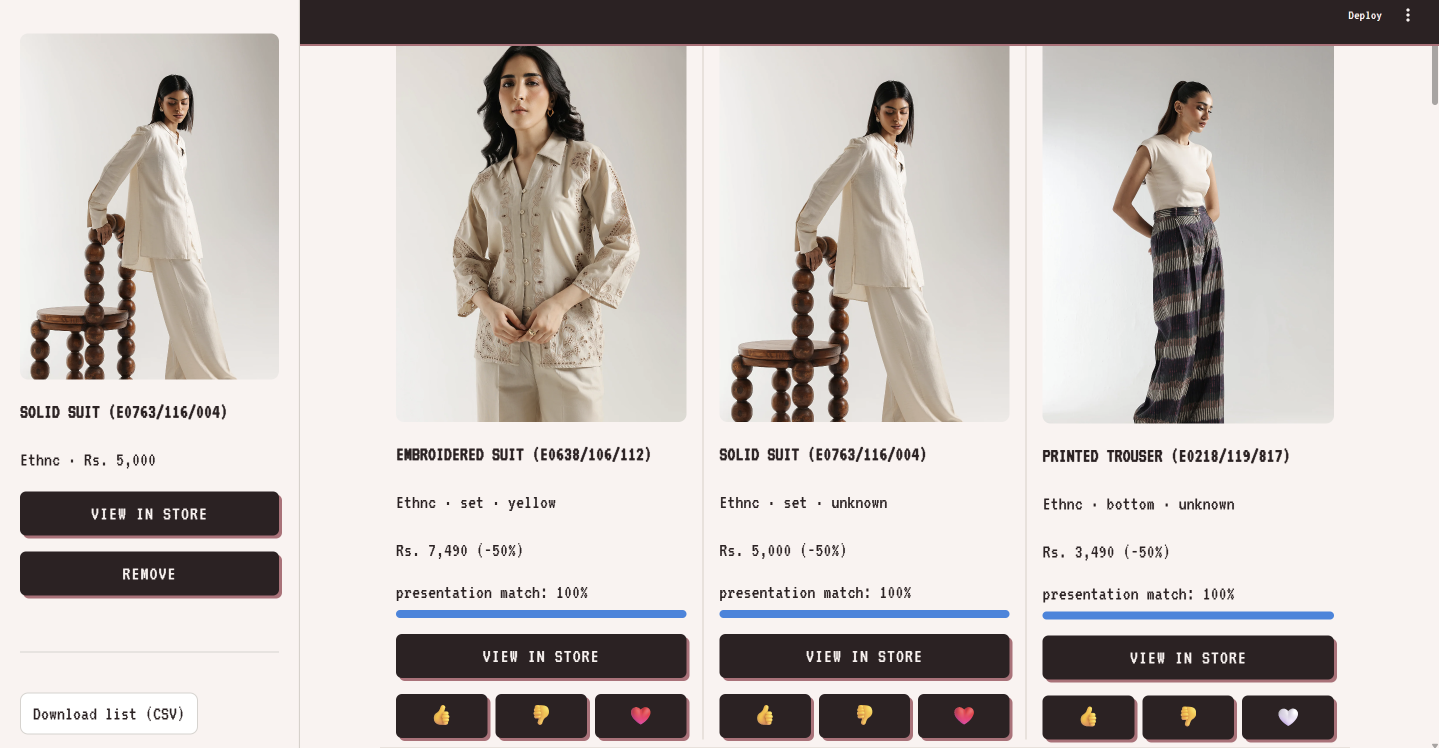 Deploy
SOLID SUIT (E0763/116/004)
Ethnc · Rs. 5,000
VIEW IN STORE
REMOVE
Download list (CSV)
EMBROIDERED SUIT (E0638/106/112)
Ethnc · set · yellow
Rs. 7,490 (-50%)
presentation match: 100%
VIEW IN STORE
SOLID SUIT (E0763/116/004)
Ethnc · set · unknown
Rs. 5,000 (-50%)
presentation match: 100%
VIEW IN STORE
PRINTED TROUSER (E0218/119/817)
Ethnc · bottom · unknown
Rs. 3,490 (-50%)
presentation match: 100%
VIEW IN STORE